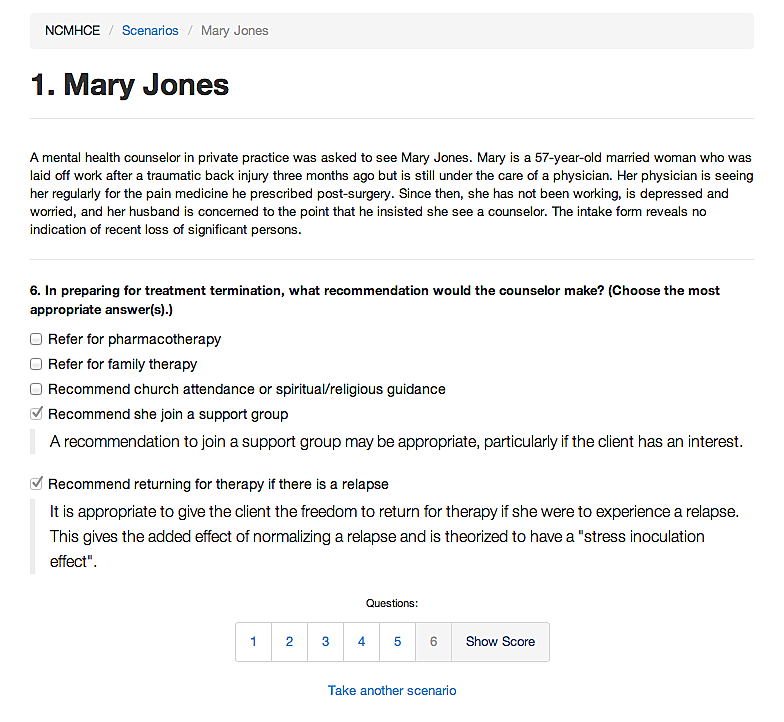 NCMHCE / Scenarios / Mary Jones
1. Mary Jones
A mental health counselor in private practice was asked to see Mary Jones. Mary is a 57-year-old married woman who was
laid off work after a traumatic back injury three months ago but is still under the care of a physician. Her physician is seeing
her regularly for the pain medicine he prescribed post-surgery. Since then, she has not been working, is depressed and
worried, and her husband is concerned to the point that he insisted she see a counselor. The intake form reveals no
indication of recent loss of significant persons.
6. In preparing for treatment termination, what recommendation would the counselor make? (Choose the most
appropriate answer(s).)
Refer for pharmacotherapy
Refer for family therapy
Recommend church attendance or spiritual/religious guidance
Recommend she join a support group
A recommendation to join a support group may be appropriate, particularly if the client has an interest.
Recommend returning for therapy if there is a relapse
It is appropriate to give the client the freedom to return for therapy if she were to experience a relapse.
This gives the added effect of normalizing a relapse and is theorized to have a "stress inoculation
effect".
Questions:
1 2 3 4 5 6 Show Score
Take another scenario